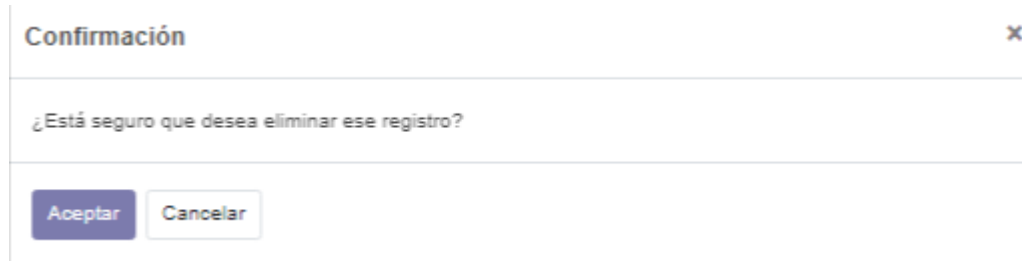 Confirmación
¿Está seguro que desea eliminar ese registro?
Aceptar Cancelar